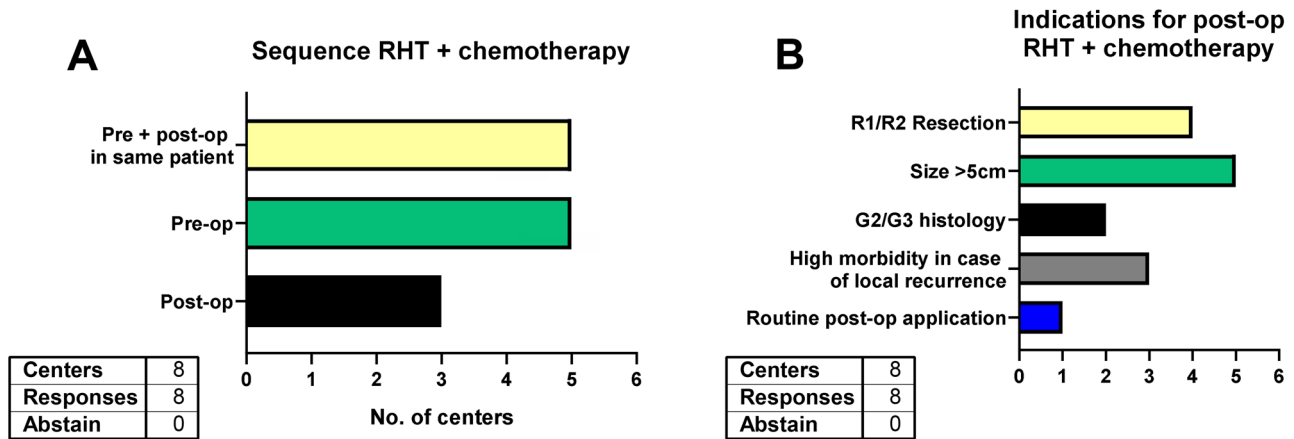 A
Sequence RHT + chemotherapy
Pre + post-op
in same patient
Pre-op
Post-op
0 1 2 3 4 5 6
No. of centers
Centers 8
Responses 8
Abstain 0
B
Indications for post-op
RHT + chemotherapy
R1/R2 Resection
Size >5cm
G2/G3 histology
High morbidity in case
of local recurrence
Routine post-op application
0 1 2 3 4 5 6
Centers 8
Responses 8
Abstain 0